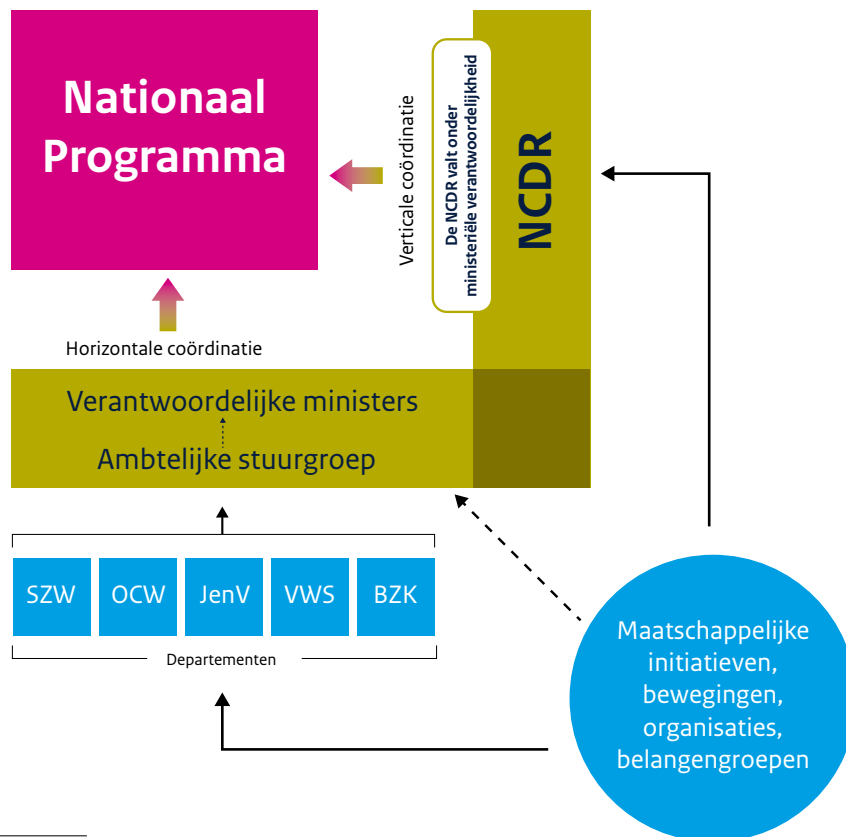 Nationaal
Programma
Verticale coördinatie
De NCDR valt onder
ministeriële verantwoordelijkheid
NCDR
Horizontale coördinatie
Verantwoordelijke ministers
Ambtelijke stuurgroep
SZW
OCW
JenV
VWS
BZK
Departementen
Maatschappelijke
initiatieven,
bewegingen,
organisaties,
belangengroepen